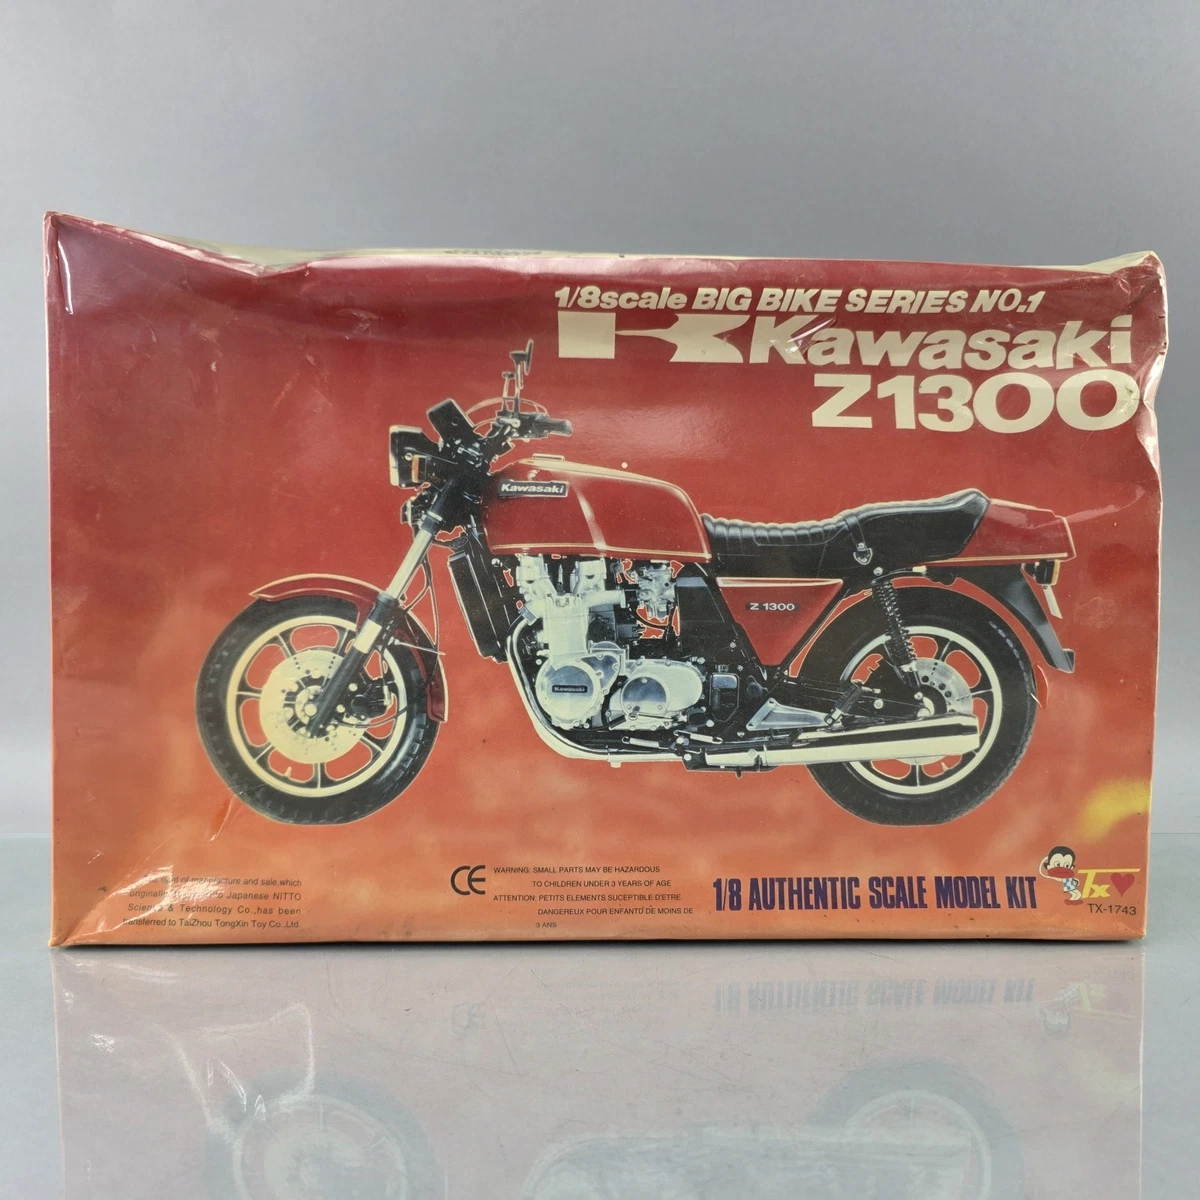 1/8scale BIG BIKE SERIES NO.1
Kawasaki
Z1300
Kawasaki
Z 1300
Kawasaki
of manufacture and sale,which
Japanese NITTO
& Technology Co.,has been
transferred to TaiZhou TongXin Toy Co.,Ltd.
CE
WARNING: SMALL PARTS MAY BE HAZARDOUS
TO CHILDREN UNDER 3 YEARS OF AGE
ATTENTION: PETITS ELEMENTS SUCEPTIBLE D'ETRE
DANGEREUX POUR ENFANTD DE MOINS DE
3 ANS
1/8 AUTHENTIC SCALE MODEL KIT
Tx
TX-1743